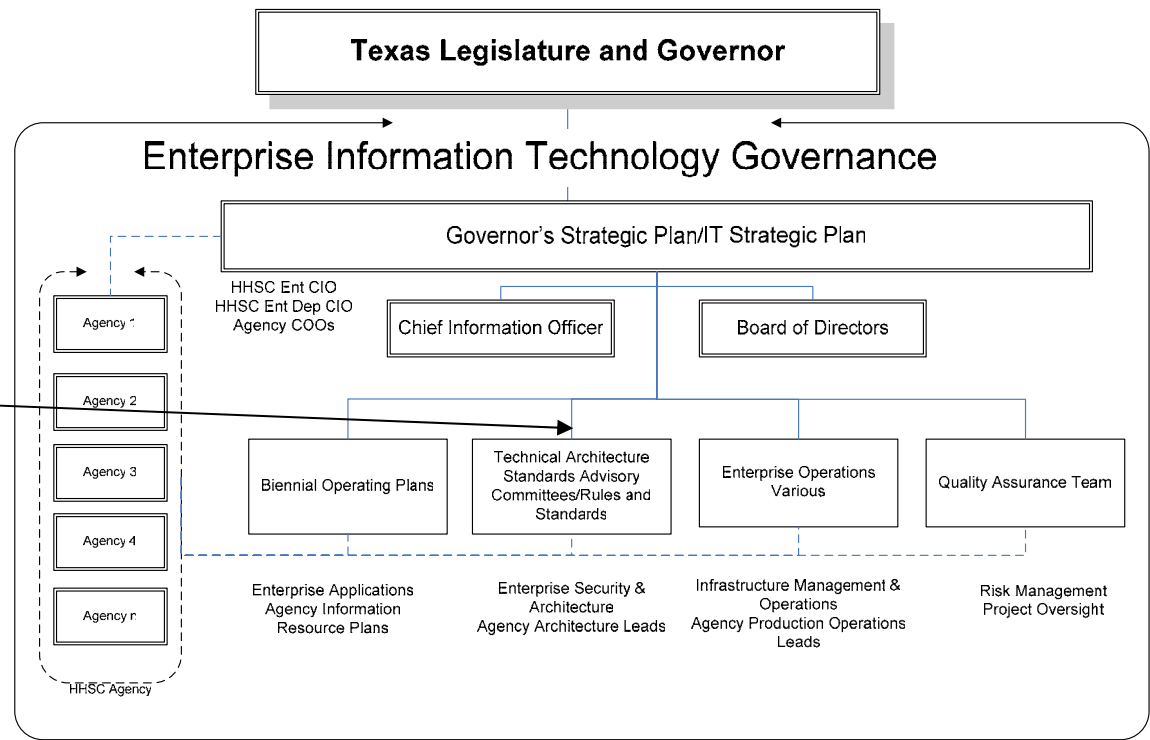 Texas Legislature and Governor
Enterprise Information Technology Governance
Governor's Strategic Plan/IT Strategic Plan
HHSC Ent CIO
HHSC Ent Dep CIO
Agency COOs
Chief Information Officer
Board of Directors
Agency 1
Agency 2
Agency 3
Agency 4
Agency n
HHSC Agency
Biennial Operating Plans
Technical Architecture
Standards Advisory
Committees/Rules and
Standards
Enterprise Operations
Various
Quality Assurance Team
Enterprise Applications
Agency Information
Resource Plans
Enterprise Security &
Architecture
Agency Architecture Leads
Infrastructure Management &
Operations
Agency Production Operations
Leads
Risk Management
Project Oversight